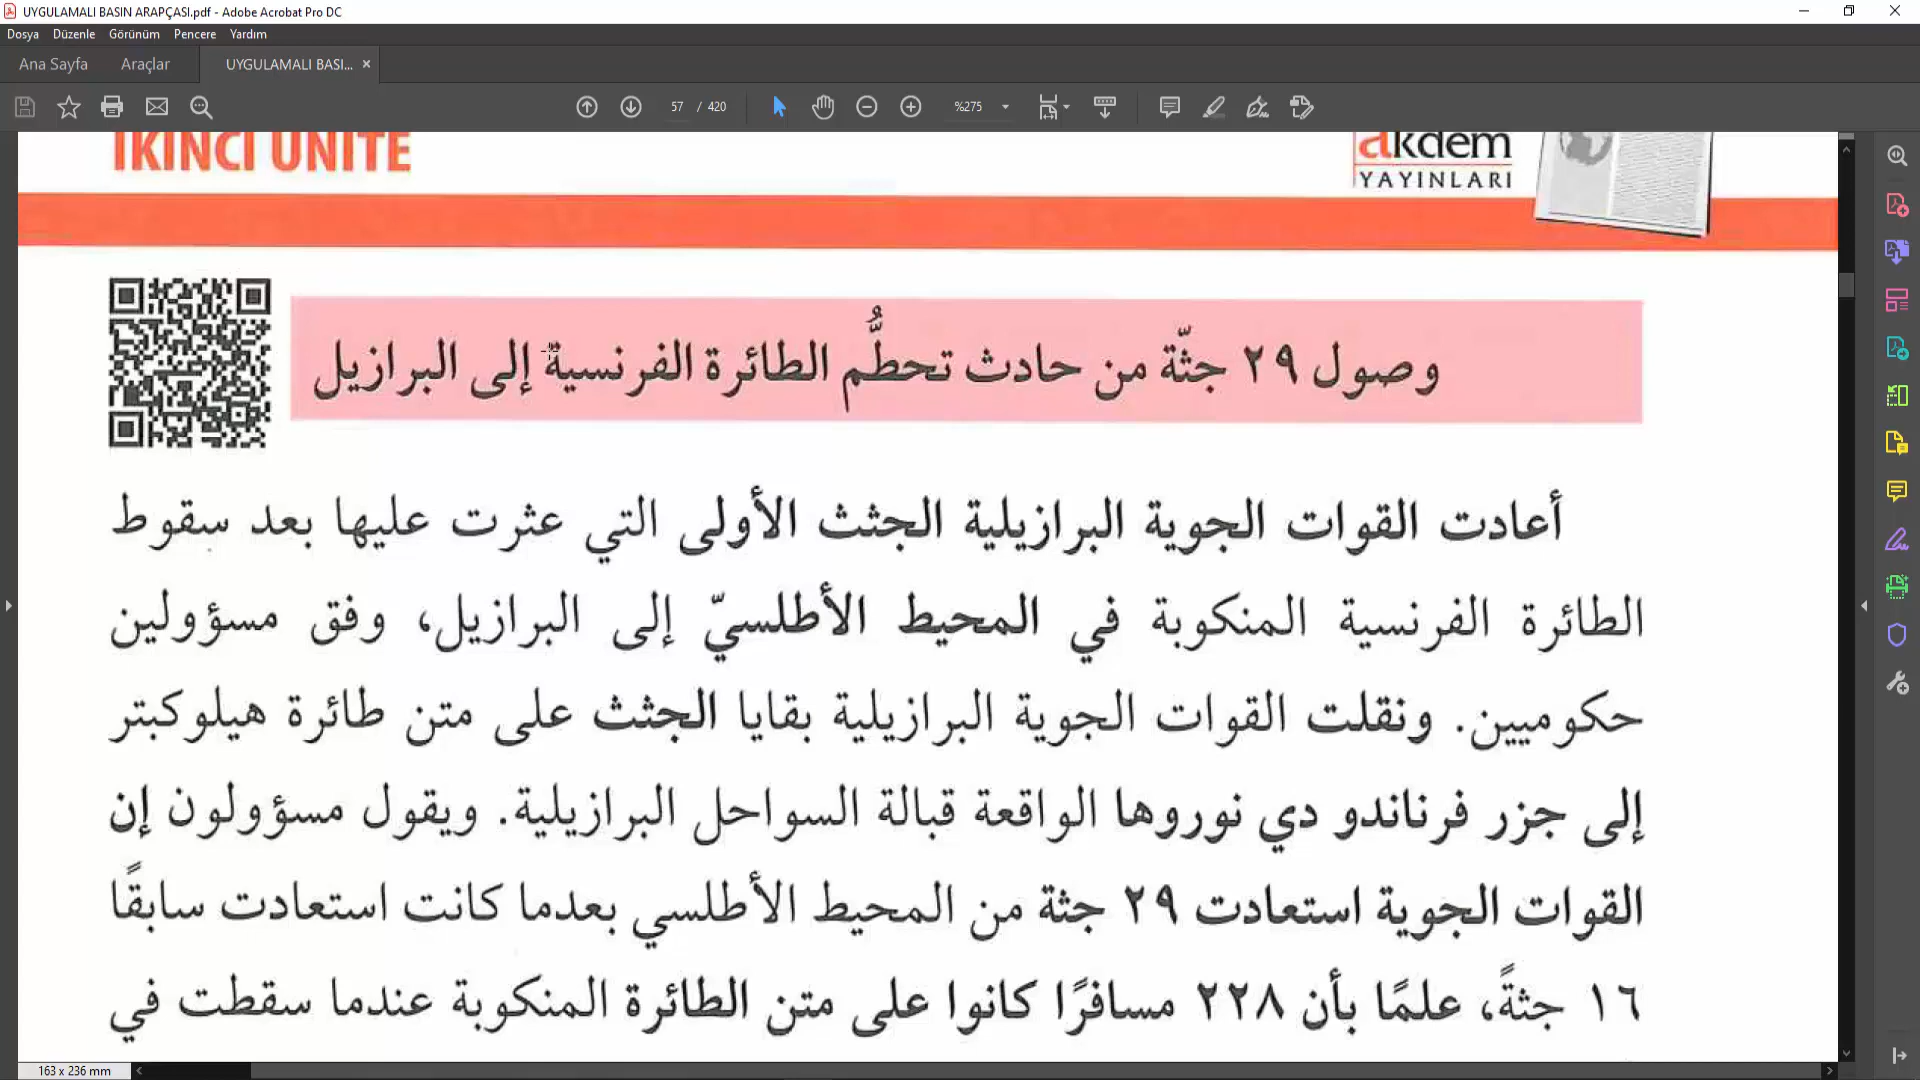 UYGULAMALI BASIN ARAPÇASI.pdf - Adobe Acrobat Pro DC
Dosya Düzenle Görünüm Pencere Yardım
Ana Sayfa Araçlar UYGULAMALI BASI...
57 / 420 %275
İKİNCİ ÜNİTE
akdem
YAYINLARI
وصول ٢٩ جثّة من حادث تحطُّم الطائرة الفرنسية إلى البرازيل
أعادت القوات الجوية البرازيلية الجثث الأولى التي عثرت عليها بعد سقوط
الطائرة الفرنسية المنكوبة في المحيط الأطلسيّ إلى البرازيل، وفق مسؤولين
حكوميين. ونقلت القوات الجوية البرازيلية بقايا الجثث على متن طائرة هيلوكبتر
إلى جزر فرناندو دي نوروها الواقعة قبالة السواحل البرازيلية. ويقول مسؤولون إن
القوات الجوية استعادت ٢٩ جثة من المحيط الأطلسي بعدما كانت استعادت سابقًا
١٦ جثةً، علمًا بأن ٢٢٨ مسافرًا كانوا على متن الطائرة المنكوبة عندما سقطت في
163 x 236 mm